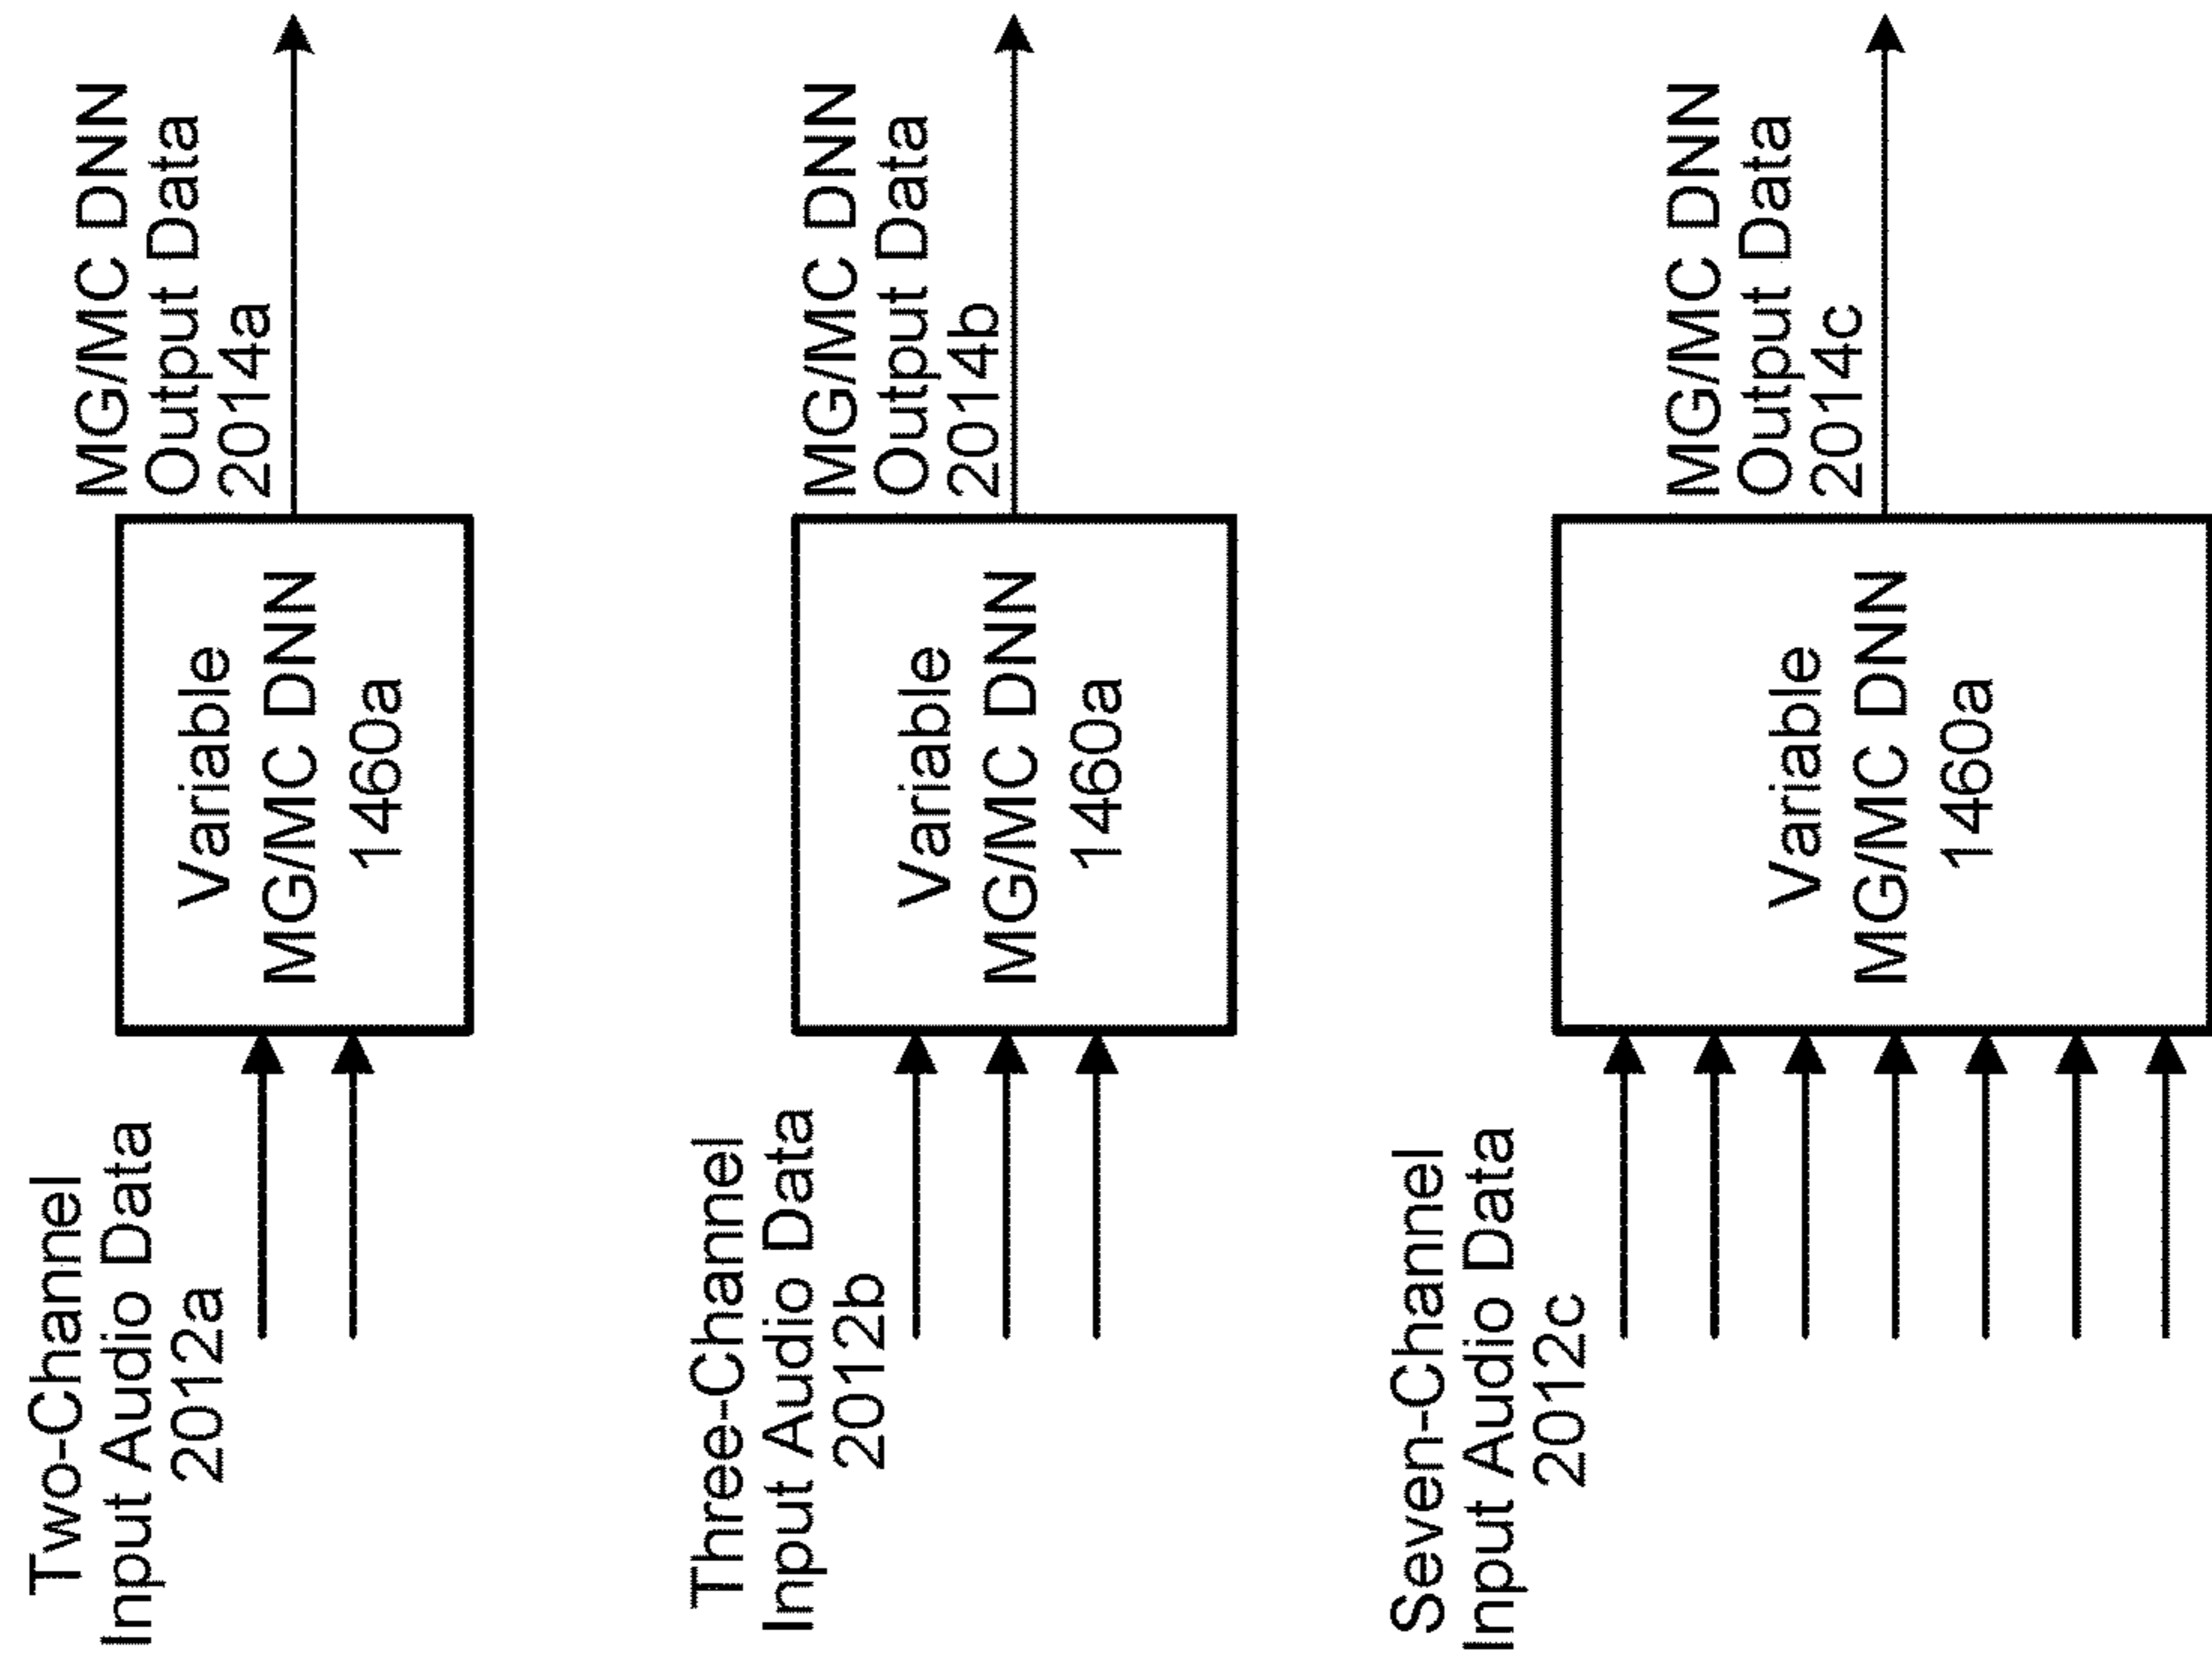 Two-Channel
Input Audio Data
2012a
Variable
MG/MC DNN
1460a
MG/MC DNN
Output Data
2014a
Three-Channel
Input Audio Data
2012b
Variable
MG/MC DNN
1460a
MG/MC DNN
Output Data
2014b
Seven-Channel
Input Audio Data
2012c
Variable
MG/MC DNN
1460a
MG/MC DNN
Output Data
2014c